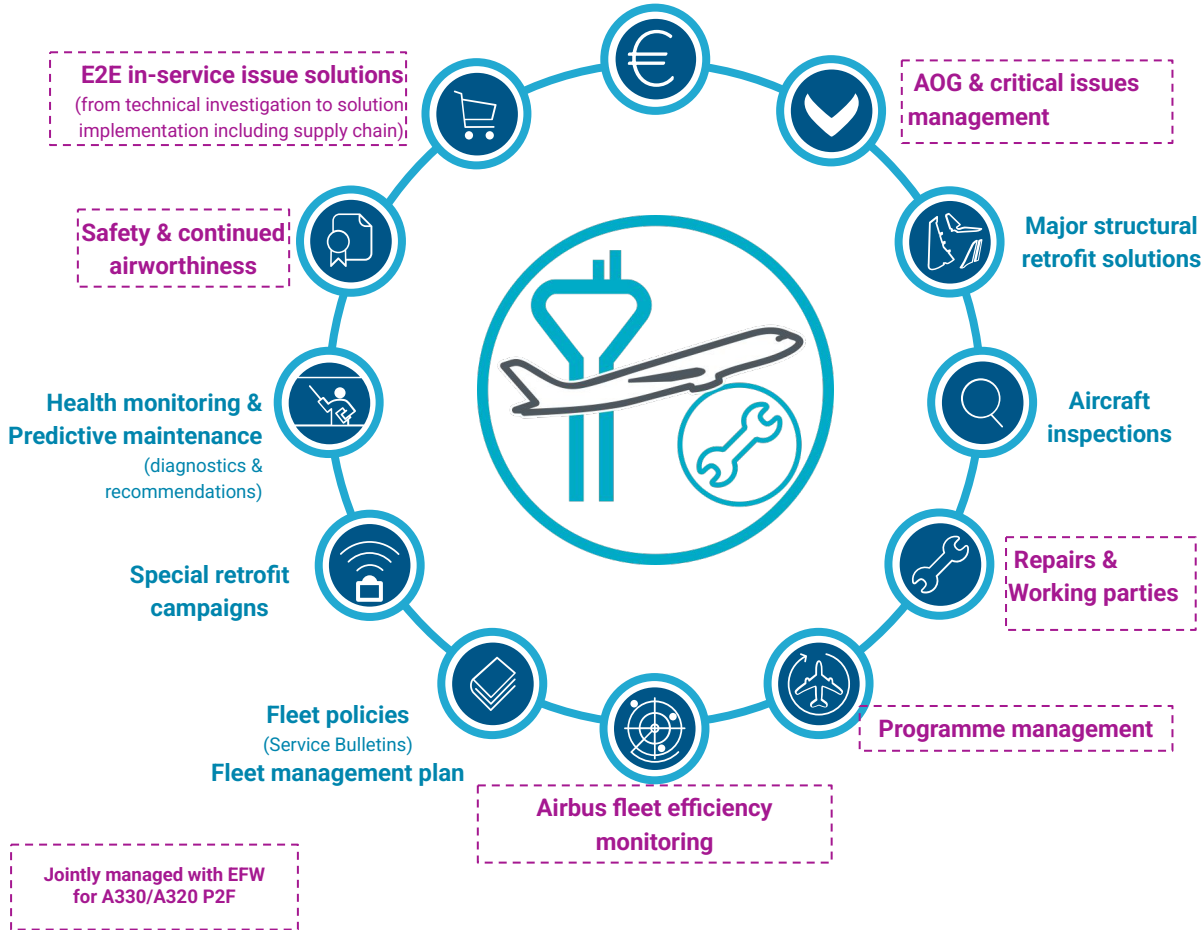 E2E in-service issue solutions
(from technical investigation to solution
implementation including supply chain)
€
AOG & critical issues
management
Safety & continued
airworthiness
Major structural
retrofit solutions
Health monitoring &
Predictive maintenance
(diagnostics &
recommendations)
Aircraft
inspections
Special retrofit
campaigns
Repairs &
Working parties
Fleet policies
(Service Bulletins)
Fleet management plan
Programme management
Airbus fleet efficiency
monitoring
Jointly managed with EFW
for A330/A320 P2F